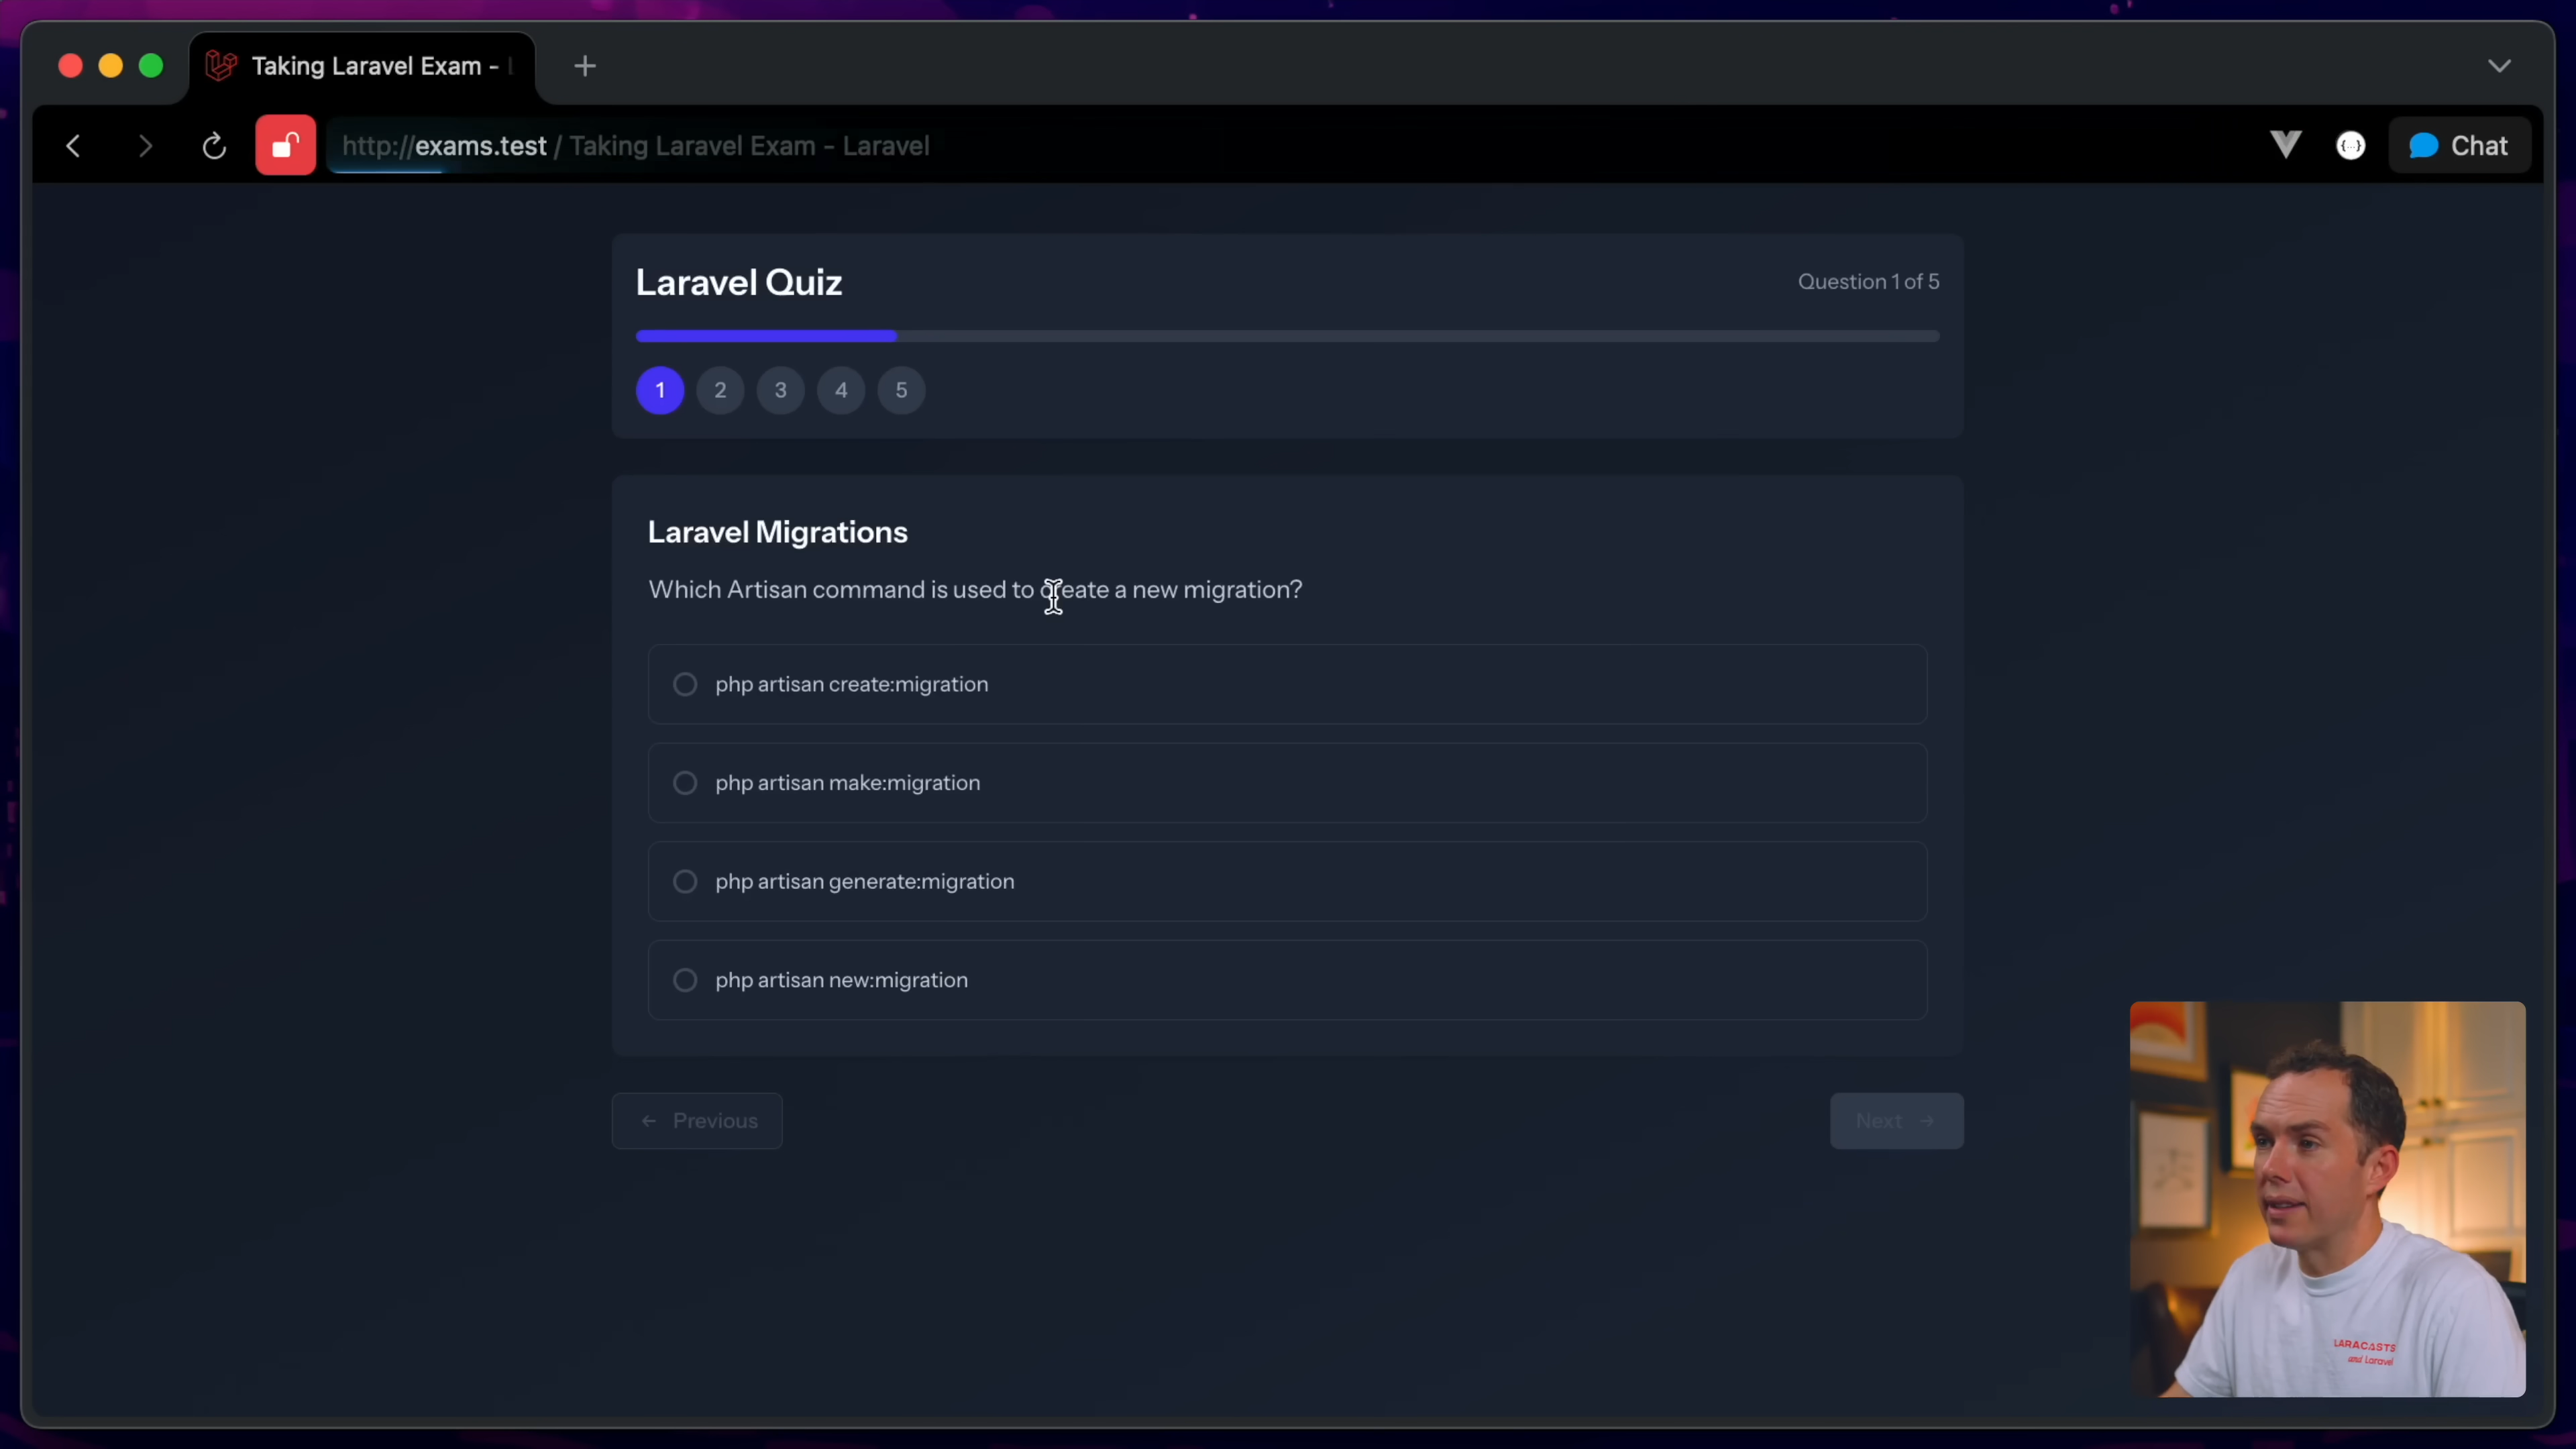 Taking Laravel Exam -
http://exams.test / Taking Laravel Exam - Laravel
Chat
Laravel Quiz
Question 1 of 5
1 2 3 4 5
Laravel Migrations
Which Artisan command is used to create a new migration?
php artisan create:migration
php artisan make:migration
php artisan generate:migration
php artisan new:migration
← Previous
Next →
LARACASTS
and Laravel